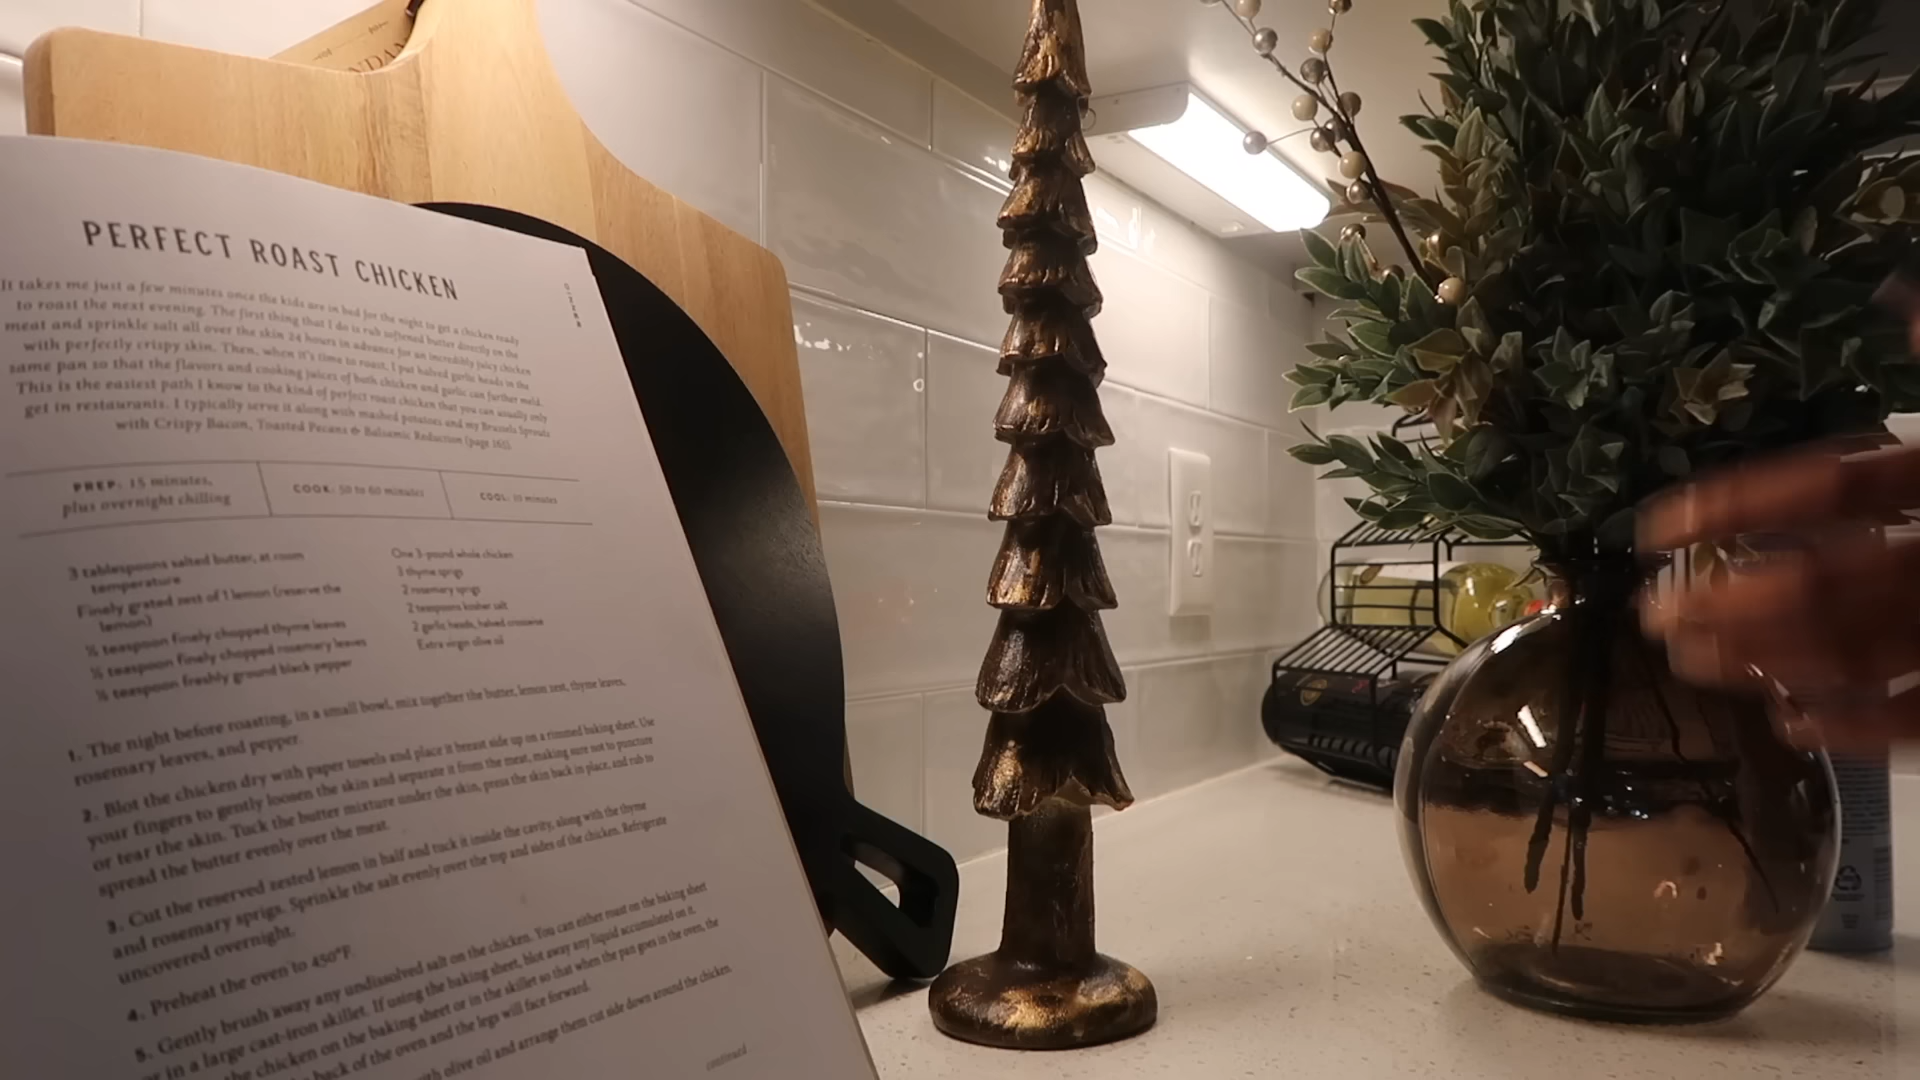 NDAN
PERFECT ROAST CHICKEN
DINNER
It takes me just a few minutes once the kids are in bed for the night to get a chicken ready
to roast the next evening. The first thing that I do is rub softened butter directly on the
meat and sprinkle salt all over the skin 24 hours in advance for an incredibly juicy chicken
with perfectly crispy skin. Then, when it's time to roast, I put halved garlic heads in the
same pan so that the flavors and cooking juices of both chicken and garlic can further meld.
This is the easiest path I know to the kind of perfect roast chicken that you can usually only
get in restaurants. I typically serve it along with mashed potatoes and my Brussels Sprouts
with Crispy Bacon, Toasted Pecans & Balsamic Reduction (page 165).
PREP: 15 minutes,
plus overnight chilling
COOK: 50 to 60 minutes
COOL: 10 minutes
3 tablespoons salted butter, at room
temperature
Finely grated zest of 1 lemon (reserve the
lemon)
½ teaspoon finely chopped thyme leaves
½ teaspoon finely chopped rosemary leaves
½ teaspoon freshly ground black pepper
One 3-pound whole chicken
3 thyme sprigs
2 rosemary sprigs
2 teaspoons kosher salt
2 garlic heads, halved crosswise
Extra virgin olive oil
1. The night before roasting, in a small bowl, mix together the butter, lemon zest, thyme leaves,
rosemary leaves, and pepper.
2. Blot the chicken dry with paper towels and place it breast side up on a rimmed baking sheet. Use
your fingers to gently loosen the skin and separate it from the meat, making sure not to puncture
or tear the skin. Tuck the butter mixture under the skin, press the skin back in place, and rub to
spread the butter evenly over the meat.
3. Cut the reserved zested lemon in half and tuck it inside the cavity, along with the thyme
and rosemary sprigs. Sprinkle the salt evenly over the top and sides of the chicken. Refrigerate
uncovered overnight.
4. Preheat the oven to 450°F.
5. Gently brush away any undissolved salt on the chicken. You can either roast on the baking sheet
or in a large cast-iron skillet. If using the baking sheet, blot away any liquid accumulated on it.
the chicken on the baking sheet or in the skillet so that when the pan goes in the oven, the
back of the oven and the legs will face forward.
with olive oil and arrange them cut side down around the chicken.
continued